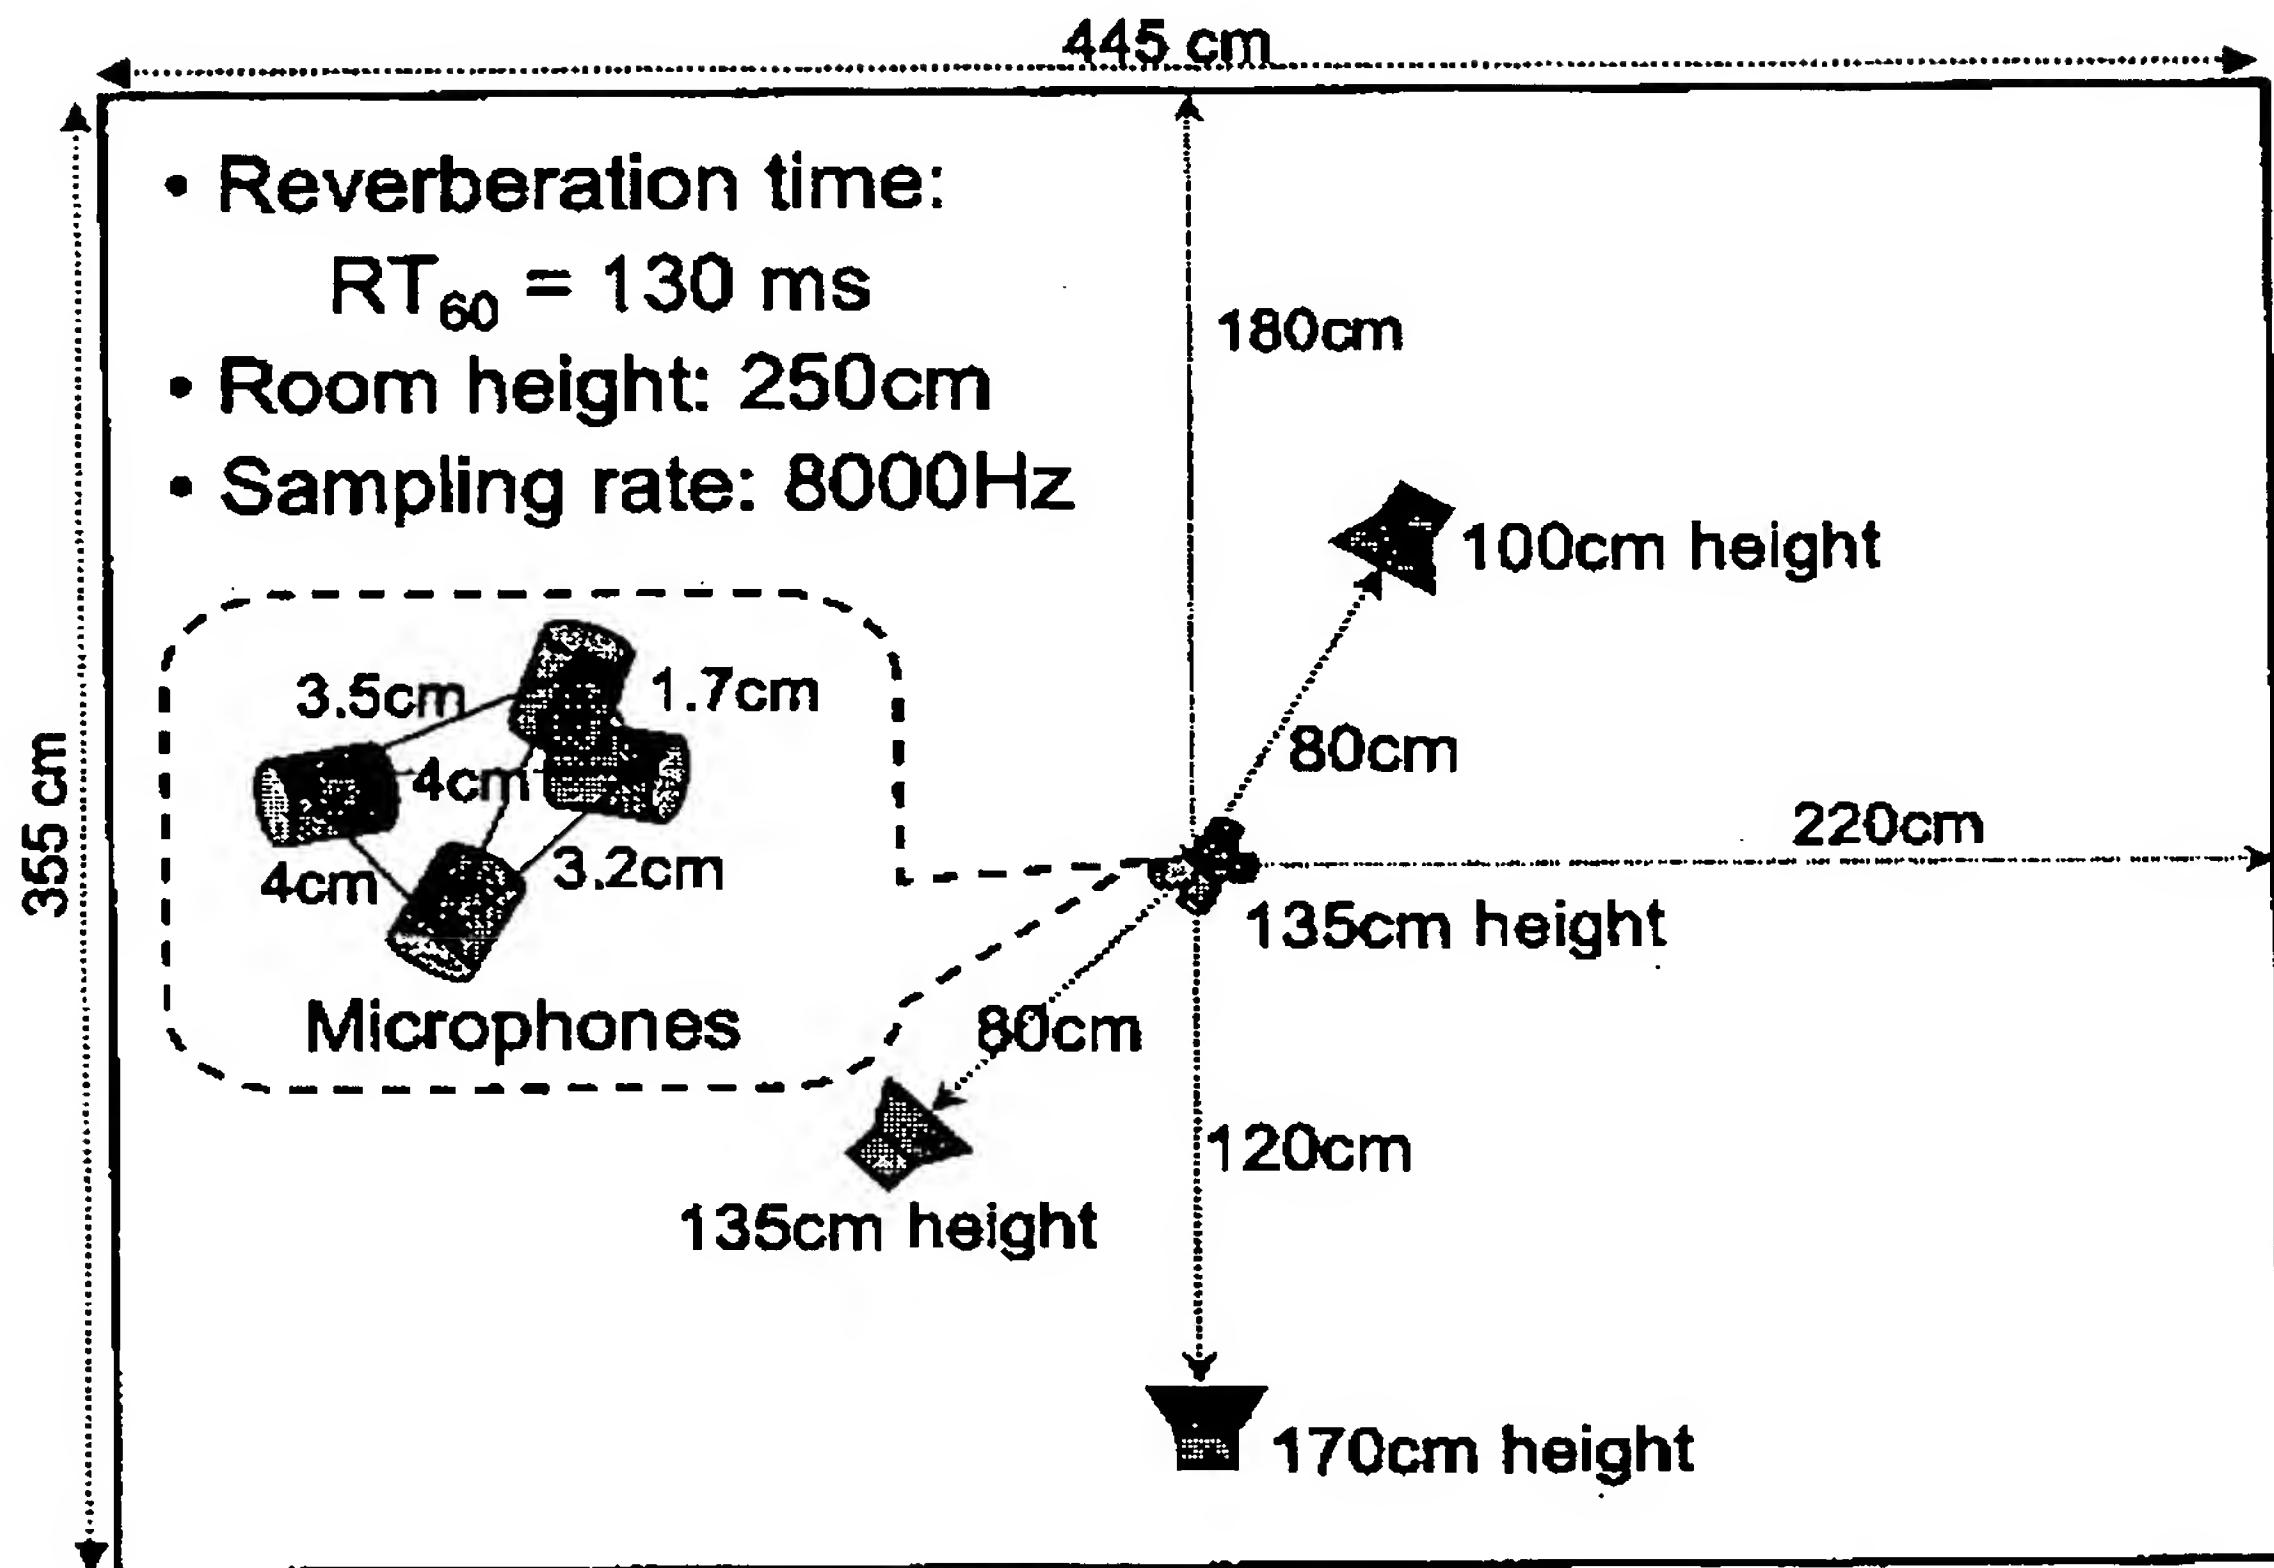 445 cm
• Reverberation time:
RT60 = 130 ms
• Room height: 250cm
• Sampling rate: 8000Hz
180cm
100cm height
3.5cm
1.7cm
4cm
80cm
220cm
355 cm
4cm
3.2cm
135cm height
Microphones
80cm
120cm
135cm height
170cm height